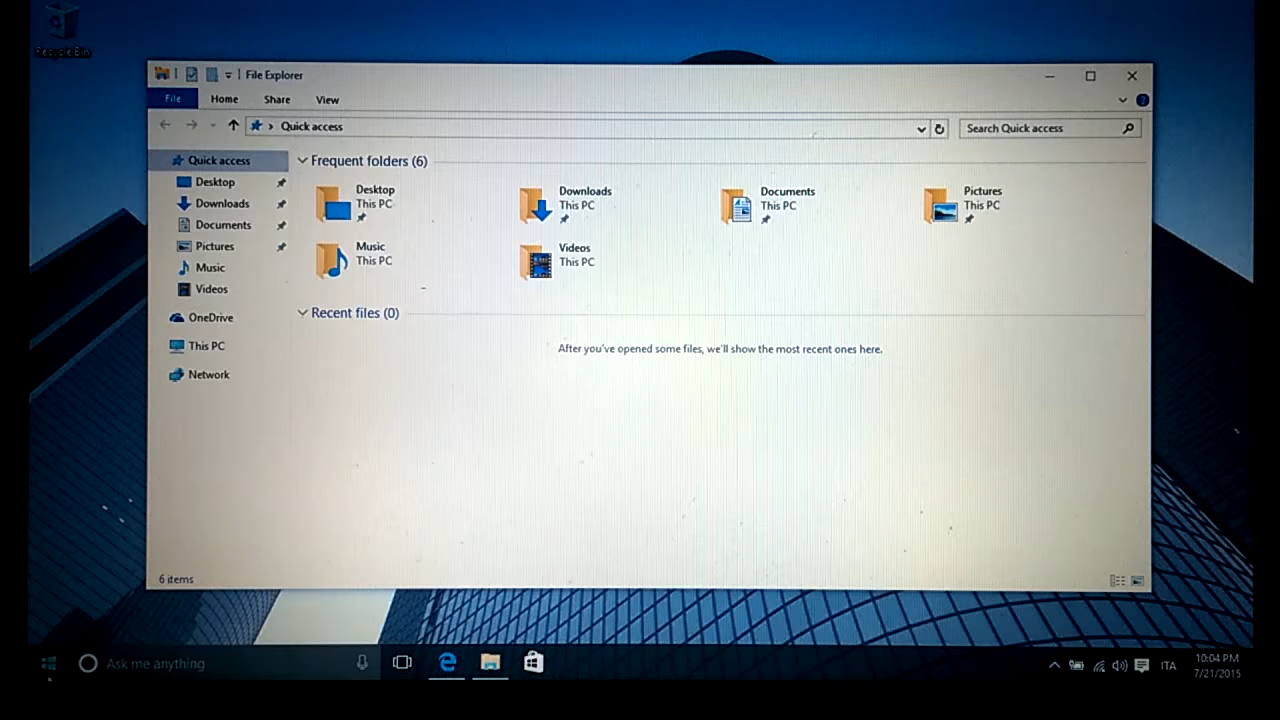 Recycle Bin
File Explorer
File Home Share View
Quick access
Search Quick access
Quick access
Desktop
Downloads
Documents
Pictures
Music
Videos
OneDrive
This PC
Network
Frequent folders (6)
Desktop
This PC
Downloads
This PC
Documents
This PC
Pictures
This PC
Music
This PC
Videos
This PC
Recent files (0)
After you've opened some files, we'll show the most recent ones here.
6 items
Ask me anything
ITA
10:04 PM
7/21/2015